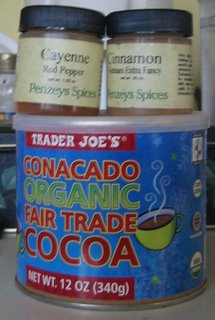 Cayenne
Red Pepper
Penzeys Spices
Cinnamon
Vietnam Extra Fancy
Penzeys Spices
TRADER JOE'S®
CONACADO
ORGANIC
FAIR TRADE
COCOA
NET WT. 12 OZ (340g)